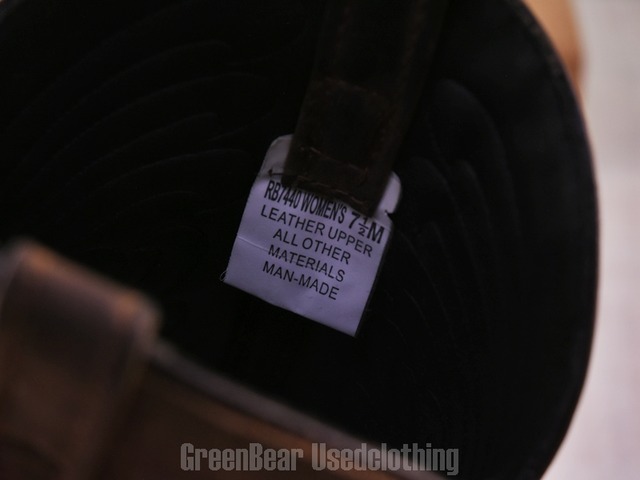 RB7440 WOMEN'S 7½M
LEATHER UPPER
ALL OTHER
MATERIALS
MAN-MADE
GreenBear Usedclothing